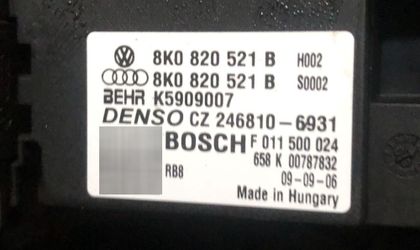 8K0 820 521 B H002
8K0 820 521 B S0002
BEHR K5909007
DENSO CZ 246810-6931
BOSCH F 011 500 024
658 K 00787832
RB8 09-09-06
Made in Hungary